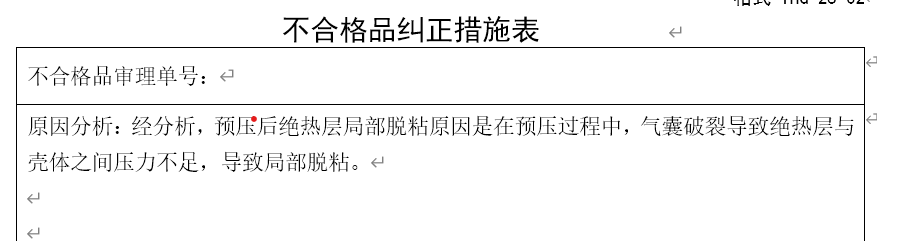 不合格品纠正措施表
不合格品审理单号：
原因分析：经分析，预压后绝热层局部脱粘原因是在预压过程中，气囊破裂导致绝热层与
壳体之间压力不足，导致局部脱粘。